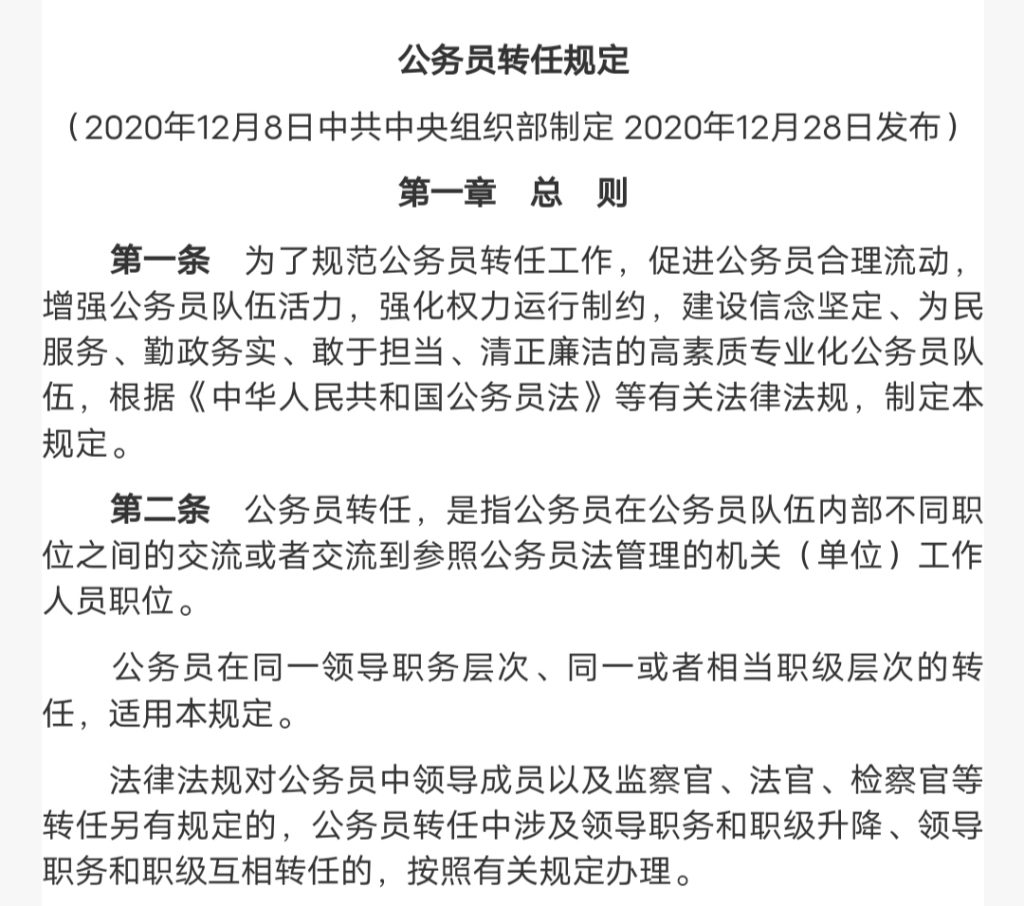 公务员转任规定
（2020年12月8日中共中央组织部制定 2020年12月28日发布）
第一章　总　则
第一条　为了规范公务员转任工作，促进公务员合理流动，
增强公务员队伍活力，强化权力运行制约，建设信念坚定、为民
服务、勤政务实、敢于担当、清正廉洁的高素质专业化公务员队
伍，根据《中华人民共和国公务员法》等有关法律法规，制定本
规定。
第二条　公务员转任，是指公务员在公务员队伍内部不同职
位之间的交流或者交流到参照公务员法管理的机关（单位）工作
人员职位。
公务员在同一领导职务层次、同一或者相当职级层次的转
任，适用本规定。
法律法规对公务员中领导成员以及监察官、法官、检察官等
转任另有规定的，公务员转任中涉及领导职务和职级升降、领导
职务和职级互相转任的，按照有关规定办理。